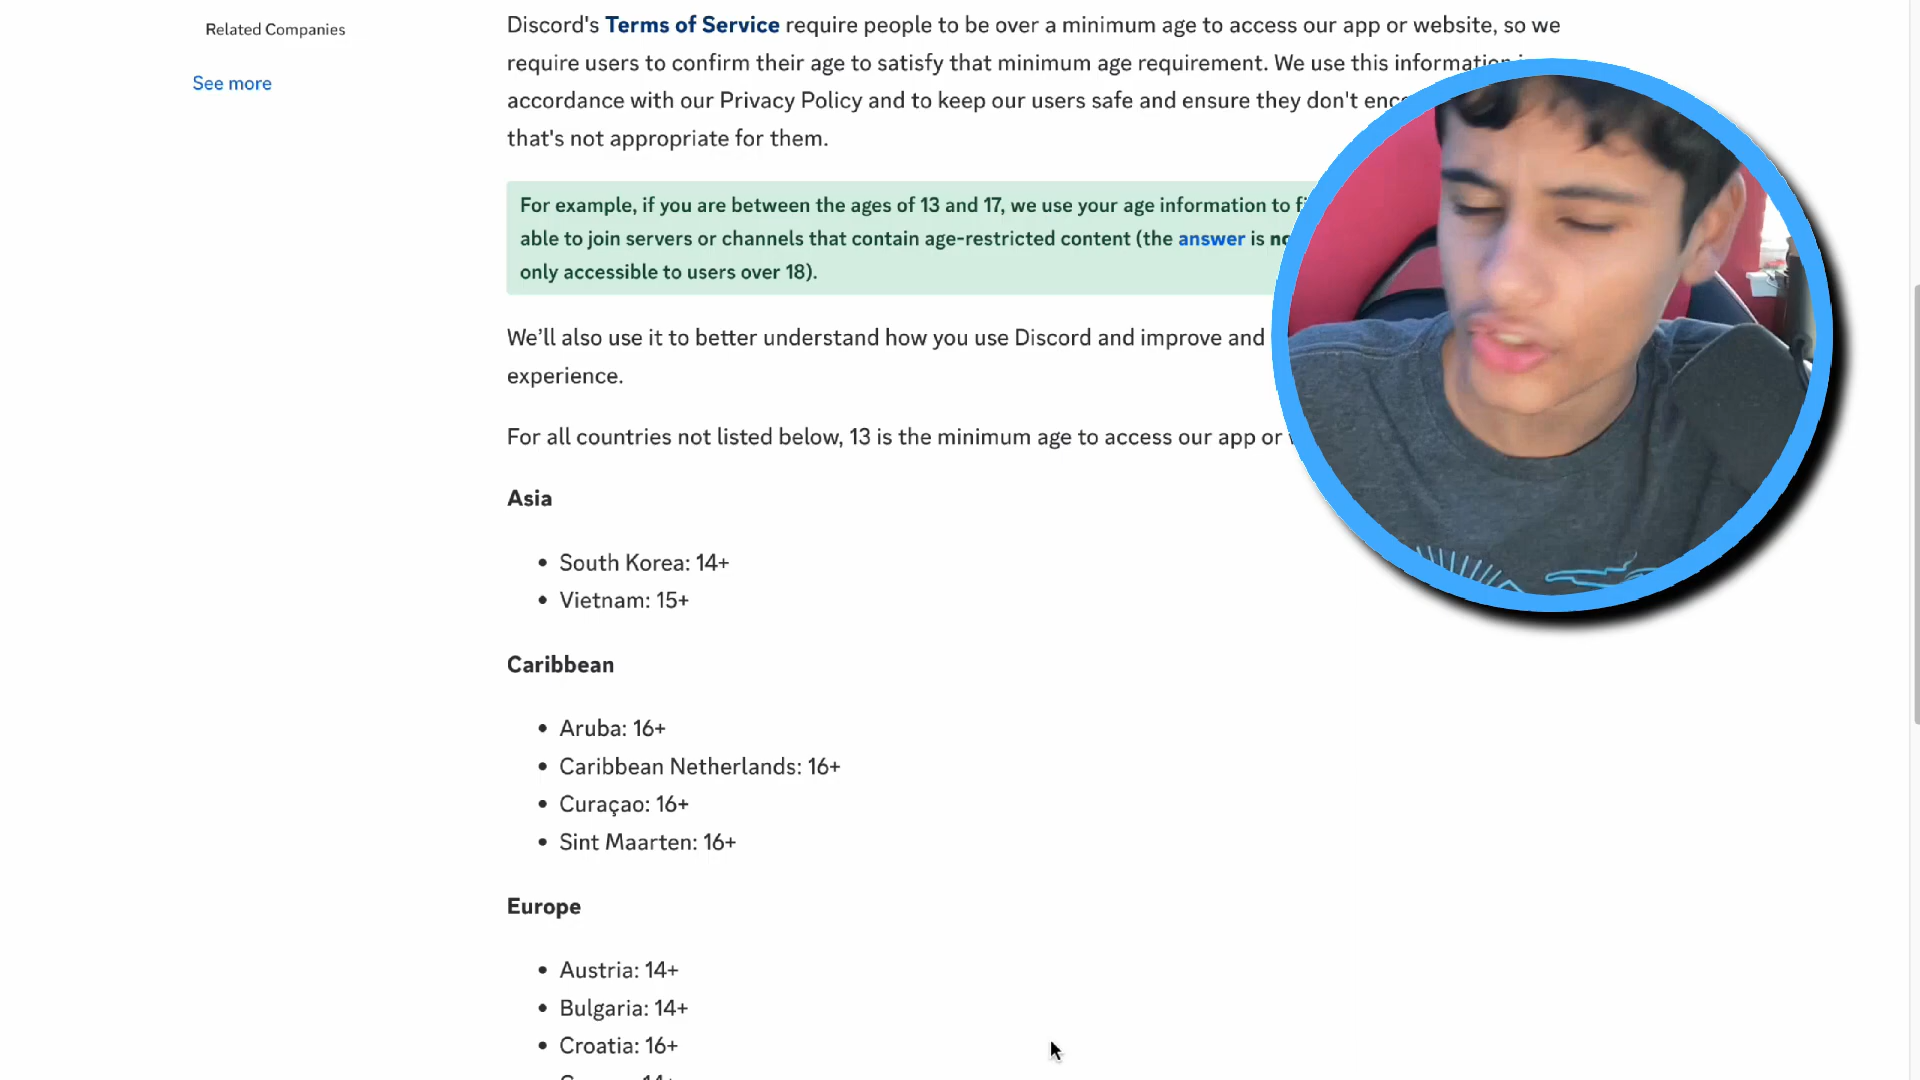 Related Companies
See more
Discord's Terms of Service require people to be over a minimum age to access our app or website, so we
require users to confirm their age to satisfy that minimum age requirement. We use this information
accordance with our Privacy Policy and to keep our users safe and ensure they don't
that's not appropriate for them.
For example, if you are between the ages of 13 and 17, we use your age information to
able to join servers or channels that contain age-restricted content (the answer is
only accessible to users over 18).
We’ll also use it to better understand how you use Discord and improve and
experience.
For all countries not listed below, 13 is the minimum age to access our app or
Asia
• South Korea: 14+
• Vietnam: 15+
Caribbean
• Aruba: 16+
• Caribbean Netherlands: 16+
• Curaçao: 16+
• Sint Maarten: 16+
Europe
• Austria: 14+
• Bulgaria: 14+
• Croatia: 16+